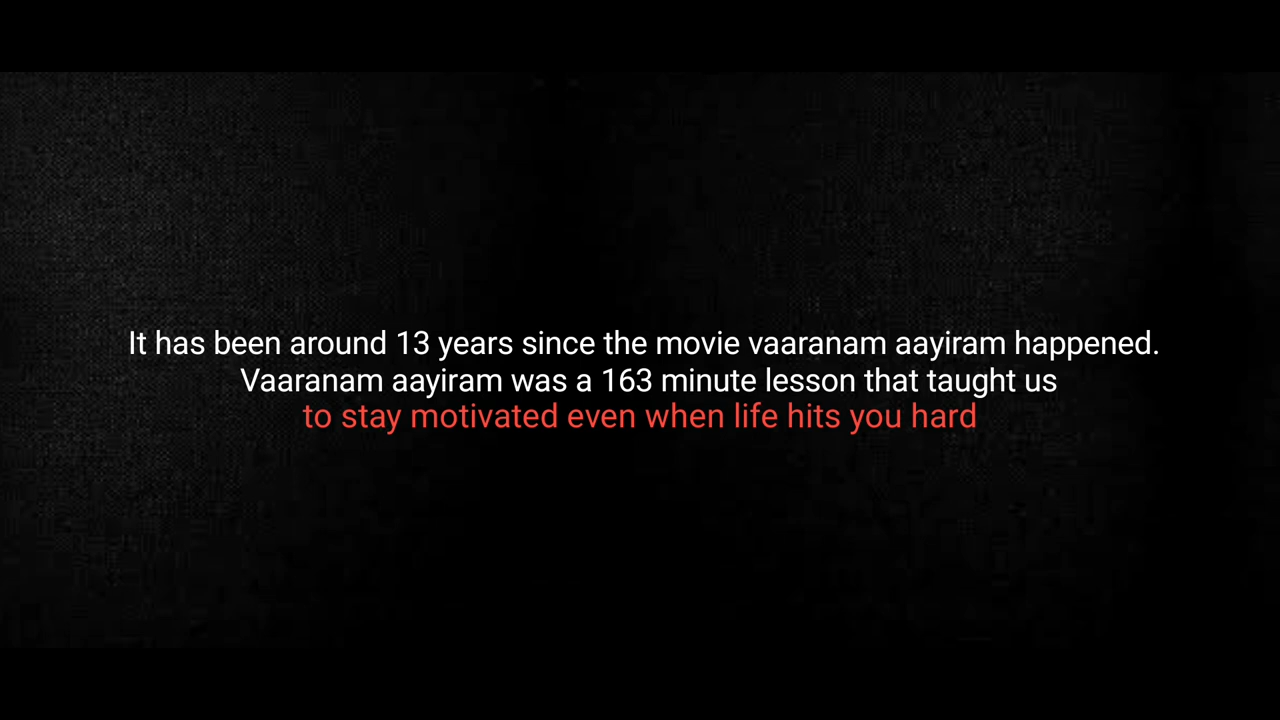 It has been around 13 years since the movie vaaranam aayiram happened.
Vaaranam aayiram was a 163 minute lesson that taught us
to stay motivated even when life hits you hard